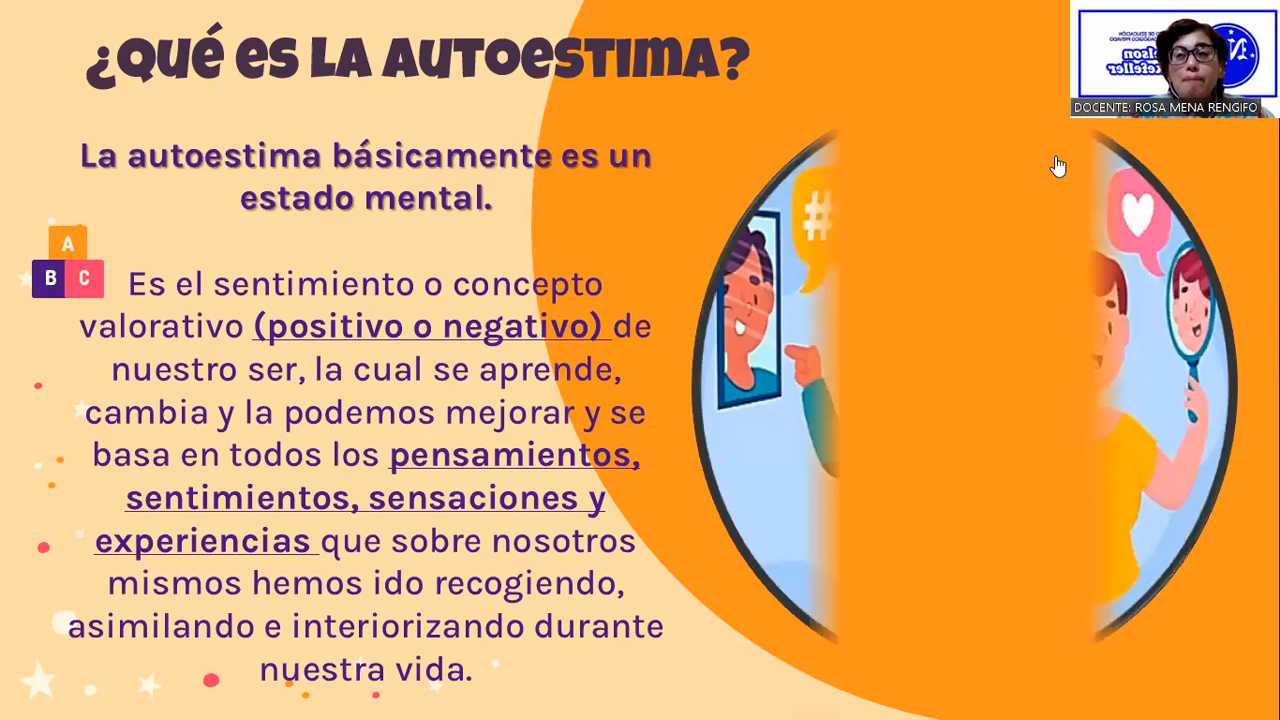 ¿Qué es la autoestima?
La autoestima básicamente es un
estado mental.
A
B C
Es el sentimiento o concepto
valorativo (positivo o negativo) de
nuestro ser, la cual se aprende,
cambia y la podemos mejorar y se
basa en todos los pensamientos,
sentimientos, sensaciones y
experiencias que sobre nosotros
mismos hemos ido recogiendo,
asimilando e interiorizando durante
nuestra vida.
#
DOCENTE: ROSA MENA RENGIFO